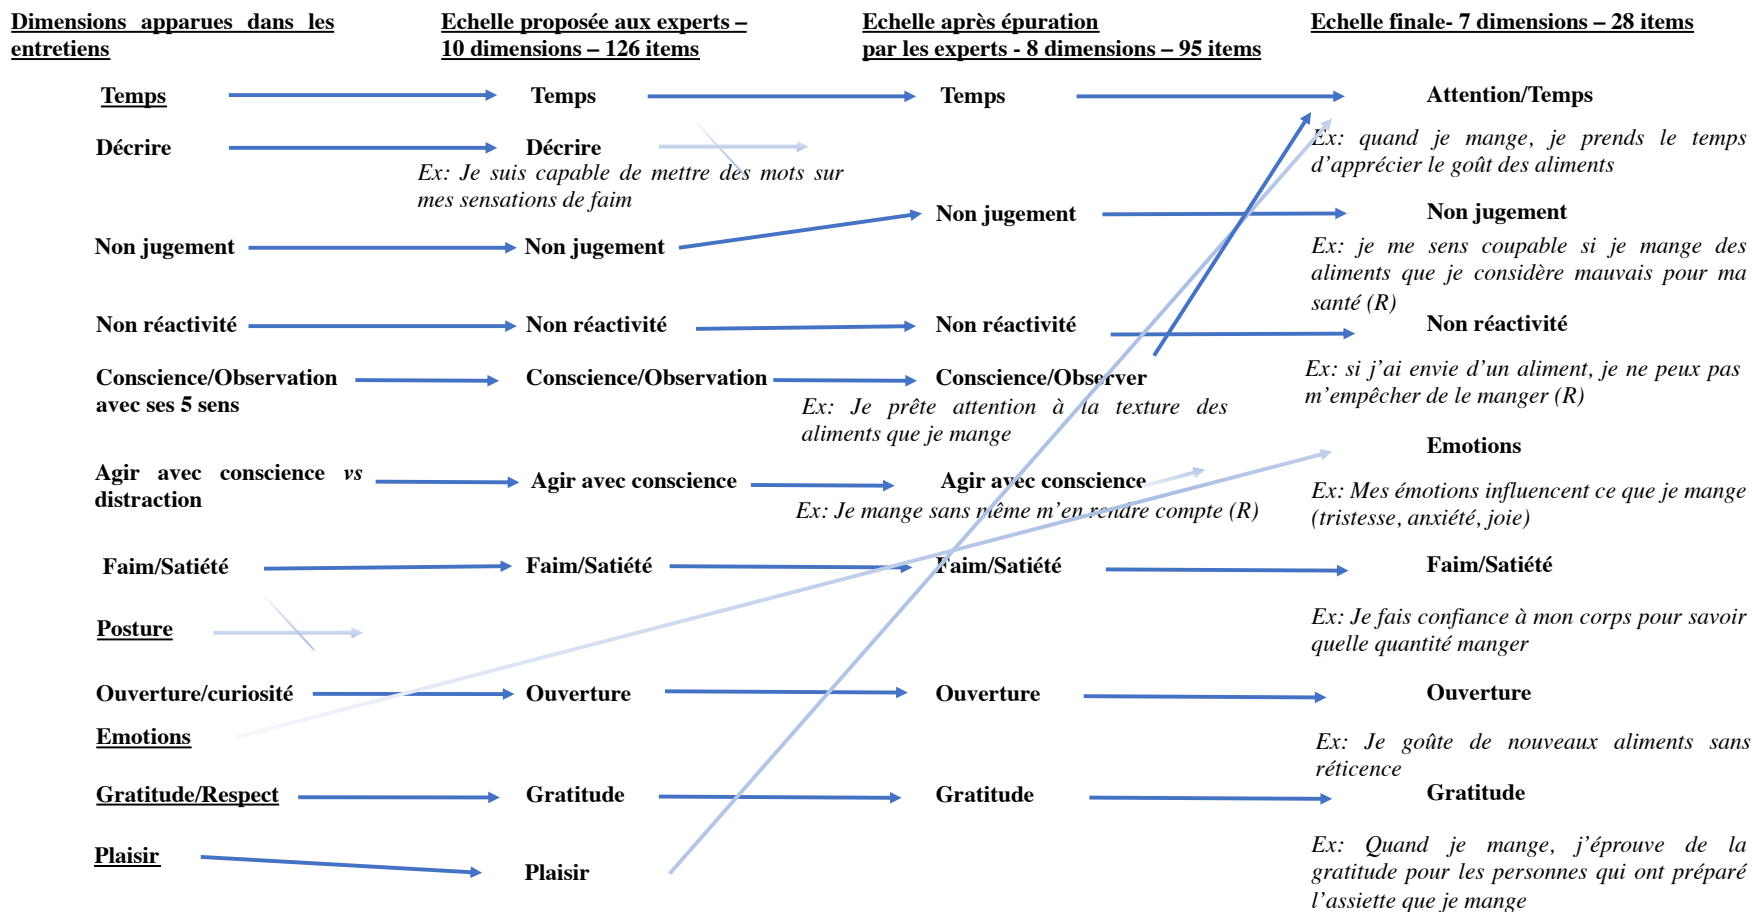 Dimensions apparues dans les
entretiens
Echelle proposée aux experts –
10 dimensions – 126 items
Echelle après épuration
par les experts - 8 dimensions – 95 items
Echelle finale- 7 dimensions – 28 items
Temps
Temps
Temps
Attention/Temps
Ex: quand je mange, je prends le temps
d’apprécier le goût des aliments
Décrire
Décrire
Ex: Je suis capable de mettre des mots sur
mes sensations de faim
Non jugement
Non jugement
Non jugement
Non jugement
Ex: je me sens coupable si je mange des
aliments que je considère mauvais pour ma
santé (R)
Non réactivité
Non réactivité
Non réactivité
Non réactivité
Ex: si j’ai envie d’un aliment, je ne peux pas
m’empêcher de le manger (R)
Conscience/Observation
avec ses 5 sens
Conscience/Observation
Conscience/Observer
Ex: Je prête attention à la texture des
aliments que je mange
Emotions
Ex: Mes émotions influencent ce que je mange
(tristesse, anxiété, joie)
Agir avec conscience vs
distraction
Agir avec conscience
Agir avec conscience
Ex: Je mange sans même m’en rendre compte (R)
Faim/Satiété
Faim/Satiété
Faim/Satiété
Faim/Satiété
Ex: Je fais confiance à mon corps pour savoir
quelle quantité manger
Posture
Ouverture/curiosité
Ouverture
Ouverture
Ouverture
Ex: Je goûte de nouveaux aliments sans
réticence
Emotions
Gratitude/Respect
Gratitude
Gratitude
Gratitude
Ex: Quand je mange, j’éprouve de la
gratitude pour les personnes qui ont préparé
l’assiette que je mange
Plaisir
Plaisir